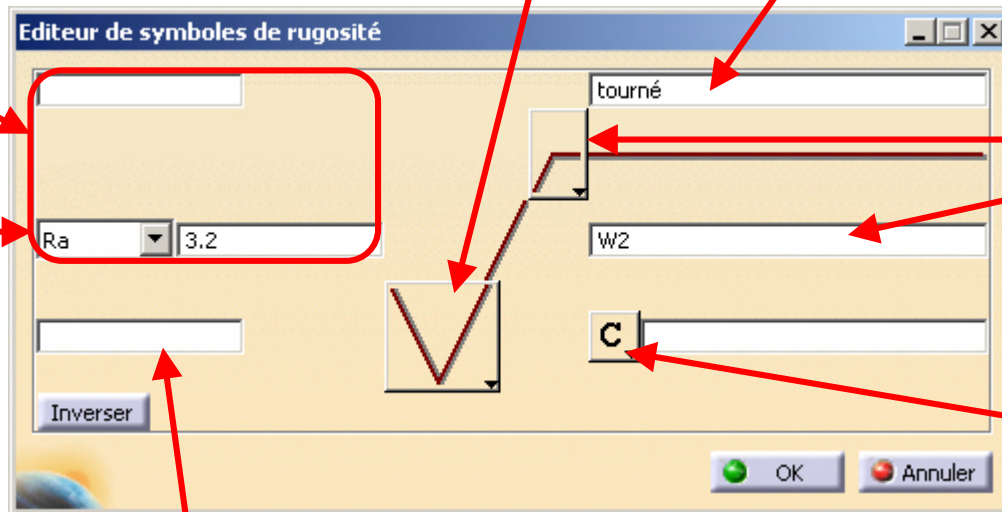 Editeur de symboles de rugosité
tourné
Ra 3.2 W2
C
Inverser
OK Annuler